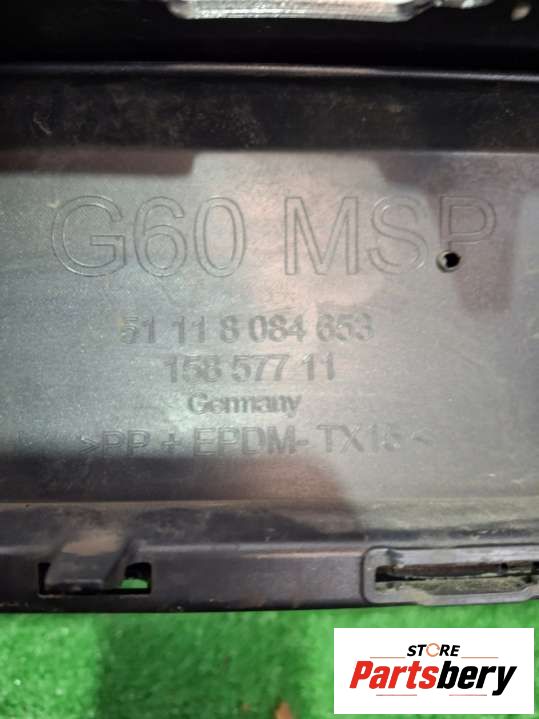 G60 MSP
51 11 8 084 653
158 577 11
Germany
>PP + EPDM- TX15<
STORE
Partsbery